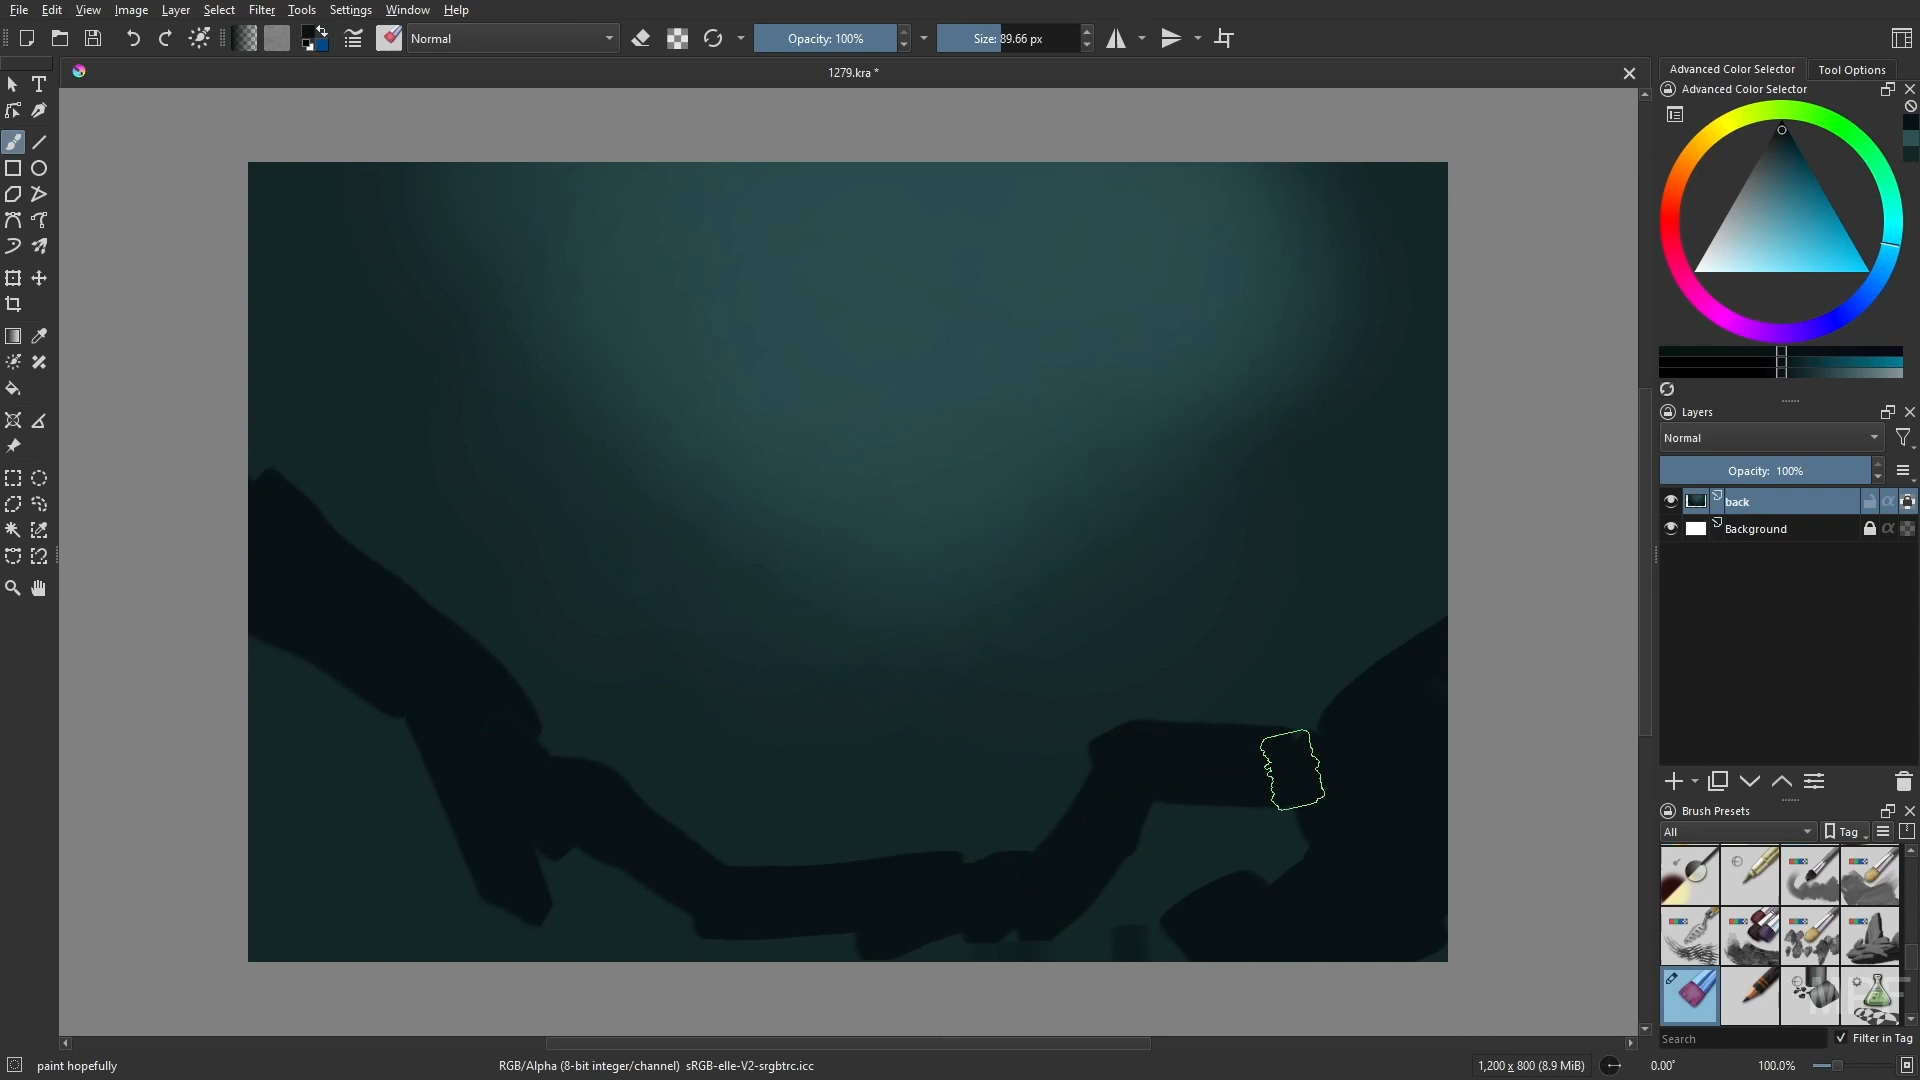 File Edit View Image Layer Select Filter Tools Settings Window Help
Normal
Opacity: 100%
Size: 89.66 px
1279.kra *
Advanced Color Selector
Tool Options
Advanced Color Selector
Layers
Normal
Opacity: 100%
back
Background
Brush Presets
All
Tag
Search
Filter in Tag
paint hopefully
RGB/Alpha (8-bit integer/channel) sRGB-elle-V2-srgbtrc.icc
1,200 x 800 (8.9 MiB)
0.00°
100.0%